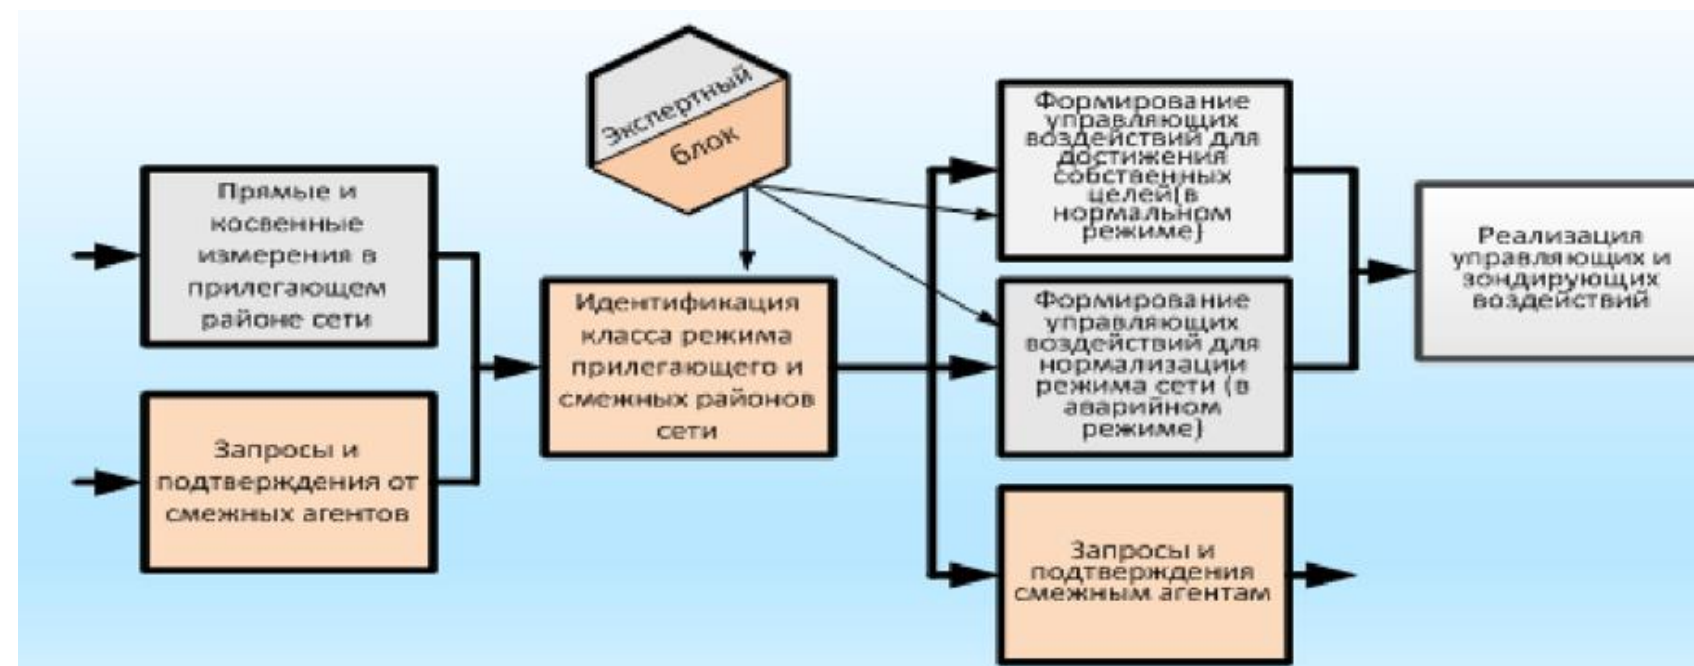 Экспертный
блок
Прямые и
косвенные
измерения в
прилегающем
районе сети
Запросы и
подтверждения от
смежных агентов
Идентификация
класса режима
прилегающего и
смежных районов
сети
Формирование
управляющих
воздействий для
достижения
собственных
целей(в
нормальном
режиме)
Формирование
управляющих
воздействий для
нормализации
режима сети (в
аварийном
режиме)
Запросы и
подтверждения
смежным агентам
Реализация
управляющих и
зондирующих
воздействий